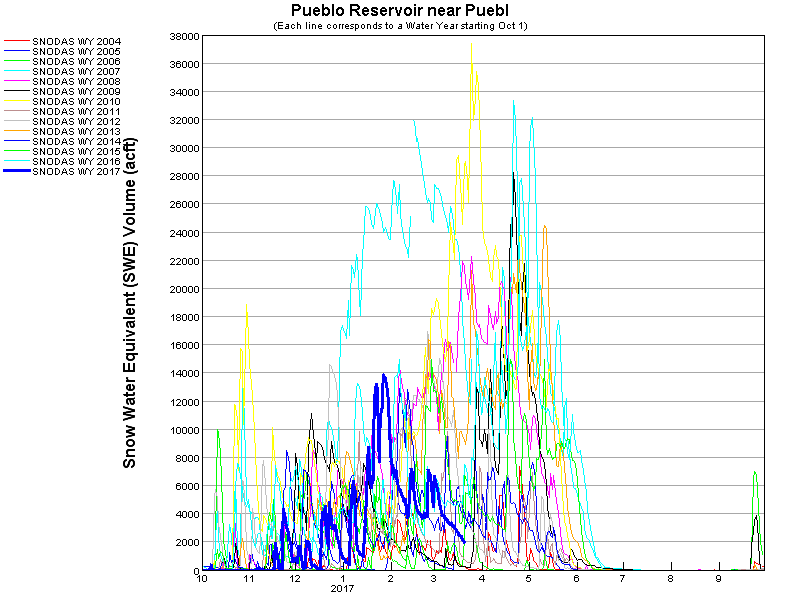 Pueblo Reservoir near Puebl
(Each line corresponds to a Water Year starting Oct 1)
SNODAS WY 2004
SNODAS WY 2005
SNODAS WY 2006
SNODAS WY 2007
SNODAS WY 2008
SNODAS WY 2009
SNODAS WY 2010
SNODAS WY 2011
SNODAS WY 2012
SNODAS WY 2013
SNODAS WY 2014
SNODAS WY 2015
SNODAS WY 2016
SNODAS WY 2017
Snow Water Equivalent (SWE) Volume (acft)
38000
36000
34000
32000
30000
28000
26000
24000
22000
20000
18000
16000
14000
12000
10000
8000
6000
4000
2000
0
10 11 12 1 2 3 4 5 6 7 8 9
2017